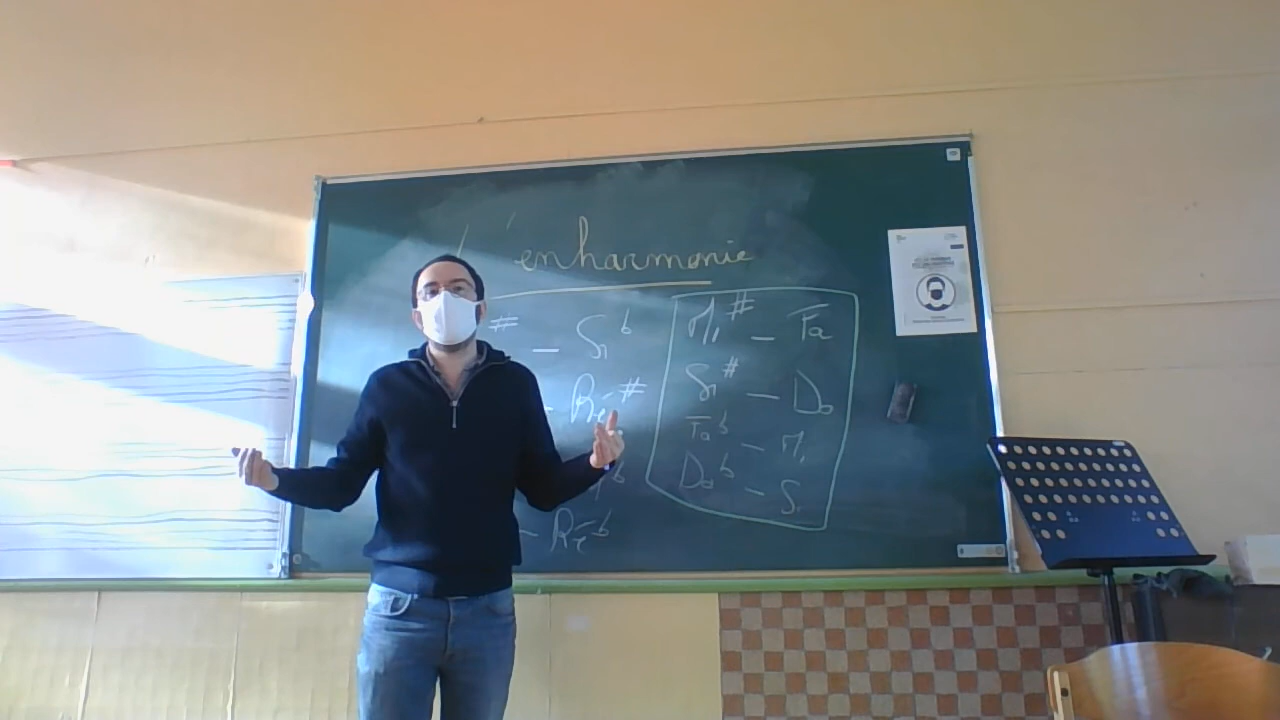 L'enharmonie
# – Si b
– Ré #
b
– Ré b
Mi # – Fa
Si # – Do
Fa b – Mi
Do b – Si